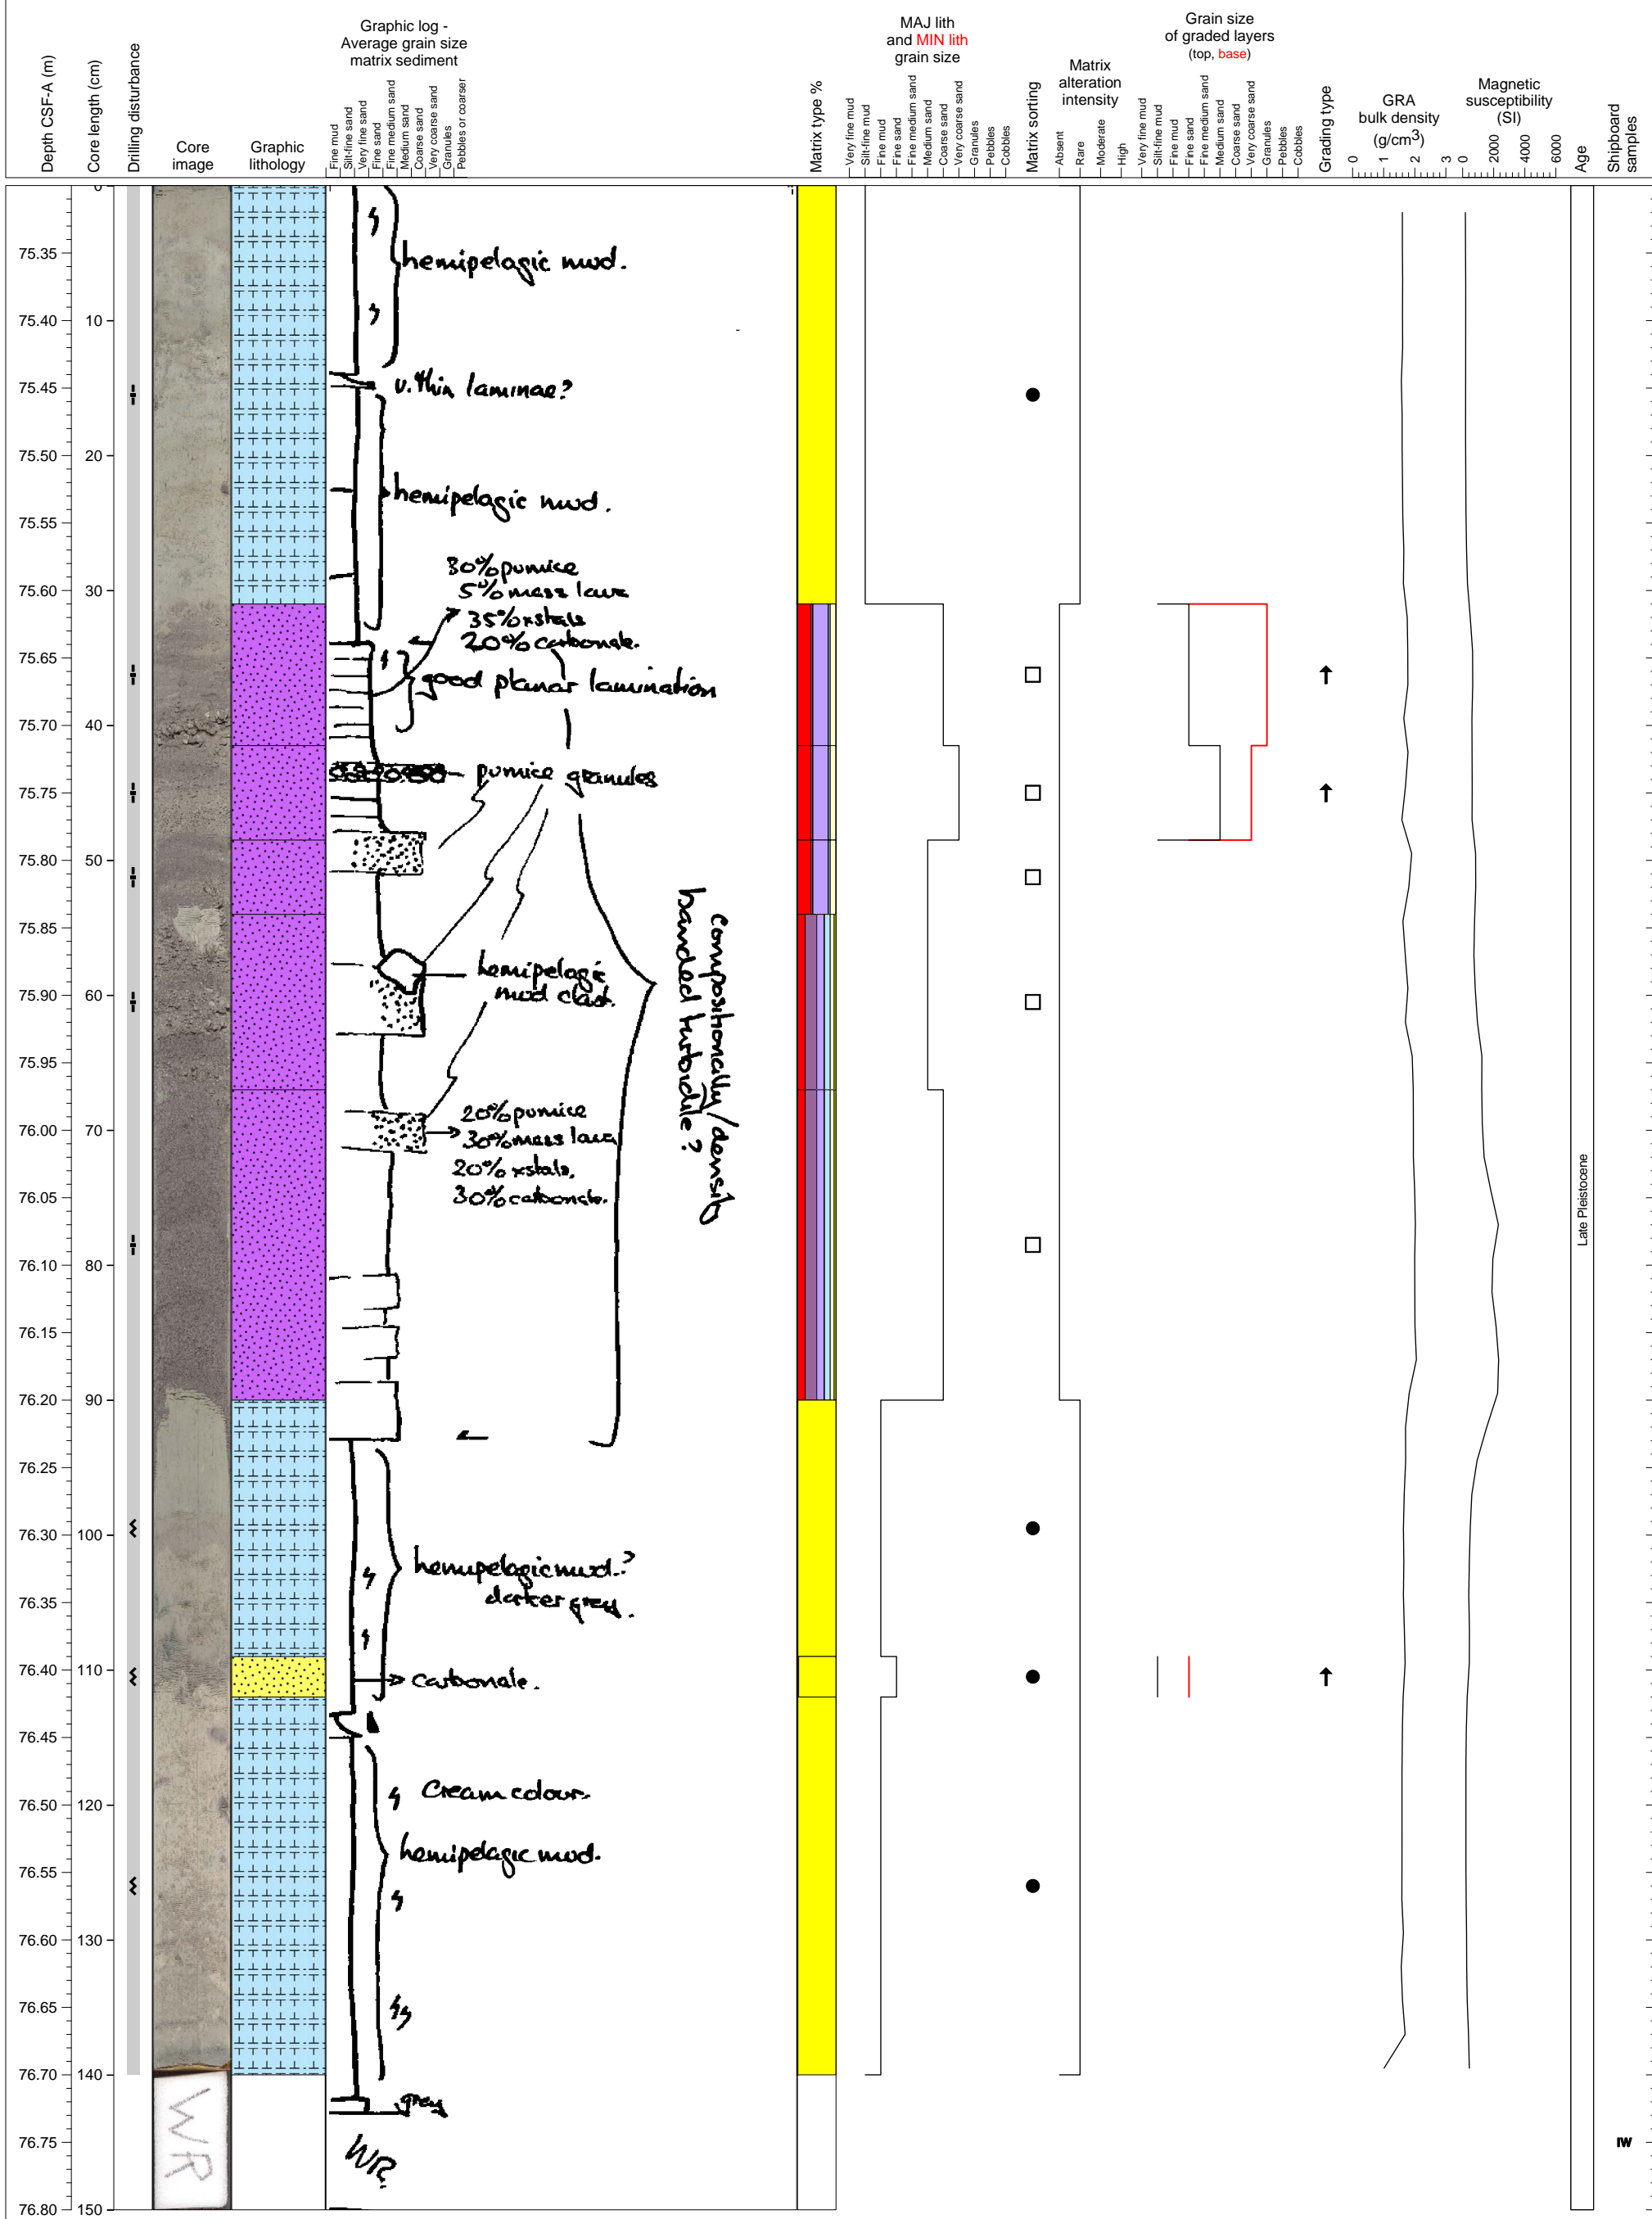 Depth CSF-A (m)
Core length (cm)
Drilling disturbance
Core
image
Graphic
lithology
Graphic log -
Average grain size
matrix sediment
Fine mud
Silt-fine sand
Very fine sand
Fine sand
Fine medium sand
Medium sand
Coarse sand
Very coarse sand
Granules
Pebbles or coarser
Matrix type %
MAJ lith
and MIN lith
grain size
Very fine mud
Silt-fine mud
Fine mud
Fine sand
Fine medium sand
Medium sand
Coarse sand
Very coarse sand
Granules
Pebbles
Cobbles
Matrix sorting
Matrix
alteration
intensity
Absent
Rare
Moderate
High
Grain size
of graded layers
(top, base)
Very fine mud
Silt-fine mud
Fine mud
Fine sand
Fine medium sand
Medium sand
Coarse sand
Very coarse sand
Granules
Pebbles
Cobbles
Grading type
GRA
bulk density
(g/cm3)
0 1 2 3
Magnetic
susceptibility
(SI)
0 2000 4000 6000
Age
Shipboard
samples
0
75.35
75.40 10
75.45
75.50 20
75.55
75.60 30
75.65
75.70 40
75.75
75.80 50
75.85
75.90 60
75.95
76.00 70
76.05
76.10 80
76.15
76.20 90
76.25
76.30 100
76.35
76.40 110
76.45
76.50 120
76.55
76.60 130
76.65
76.70 140
76.75
76.80 150
hemipelagic mud.
v. thin laminae?
hemipelagic mud.
30% pumice
5% mass lava
35% xstals
20% carbonate.
good planar lamination
pumice granules
hemipelagic
mud clast.
compositionally/density
banded turbidite?
20% pumice
30% mass lava
20% xstals.
30% carbonate.
hemipelagic mud.?
darker grey.
carbonate.
Cream colour.
hemipelagic mud.
grey
WR
WR
Late Pleistocene
IW